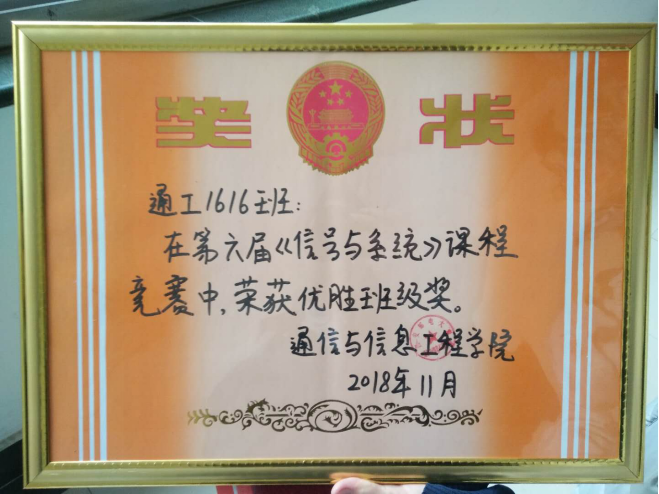 奖状
通工1616班:
在第六届《信号与系统》课程
竞赛中,荣获优胜班级奖。
通信与信息工程学院
2018年11月